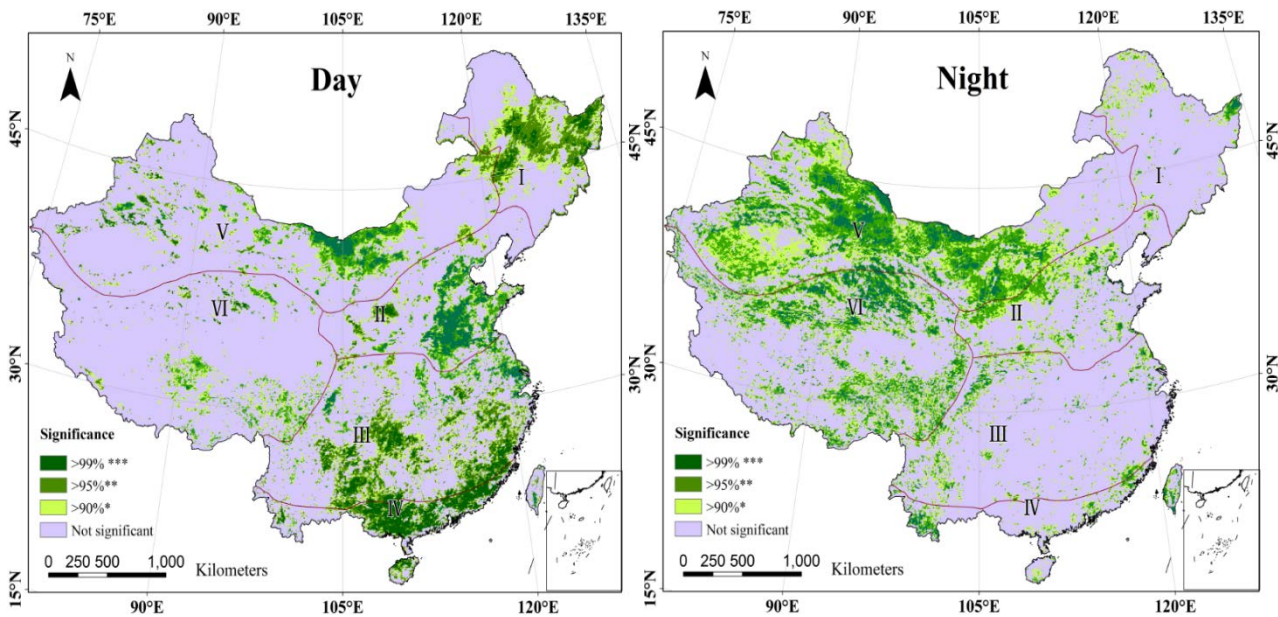 75°E 90°E 105°E 120°E 135°E
N
Day
45°N
45°N
I
V
VI
II
30°N
30°N
III
Significance
>99% ***
>95%**
>90%*
Not significant
IV
0 250 500 1,000
Kilometers
15°N
90°E 105°E 120°E
75°E 90°E 105°E 120°E 135°E
N
Night
45°N
45°N
I
V
VI
II
30°N
30°N
III
Significance
>99% ***
>95%**
>90%*
Not significant
IV
0 250 500 1,000
Kilometers
15°N
90°E 105°E 120°E